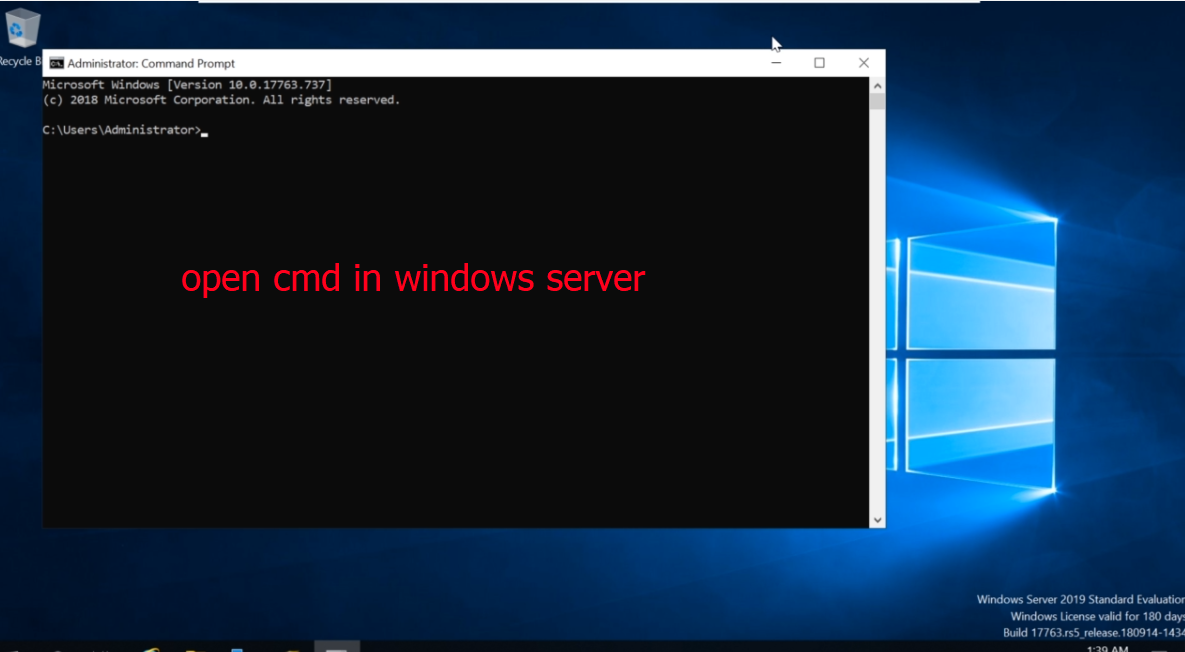 Recycle B
Administrator: Command Prompt
Microsoft Windows [Version 10.0.17763.737]
(c) 2018 Microsoft Corporation. All rights reserved.
C:\Users\Administrator>
open cmd in windows server
Windows Server 2019 Standard Evaluation
Windows License valid for 180 days
Build 17763.rs5_release.180914-1434
1:39 AM